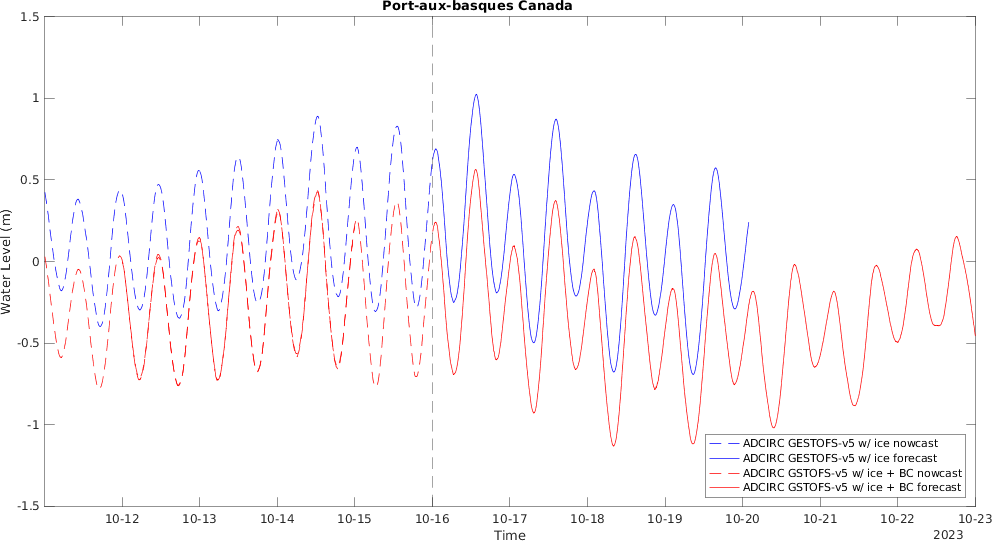 Port-aux-basques Canada
1.5
1
0.5
0
-0.5
-1
-1.5
Water Level (m)
ADCIRC GESTOFS-v5 w/ ice nowcast
ADCIRC GESTOFS-v5 w/ ice forecast
ADCIRC GSTOFS-v5 w/ ice + BC nowcast
ADCIRC GSTOFS-v5 w/ ice + BC forecast
10-12 10-13 10-14 10-15 10-16 10-17 10-18 10-19 10-20 10-21 10-22 10-23
Time
2023